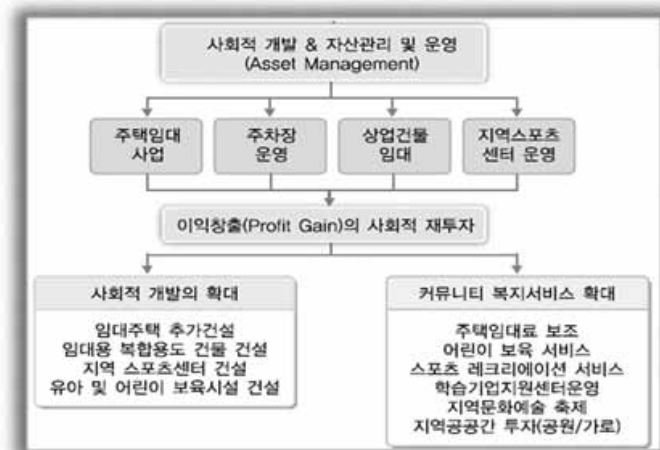 사회적 개발 & 자산관리 및 운영
(Asset Management)
주택임대
사업
주차장
운영
상업건물
임대
지역스포츠
센터 운영
이익창출(Profit Gain)의 사회적 재투자
사회적 개발의 확대
임대주택 추가건설
임대용 복합용도 건물 건설
지역 스포츠센터 건설
유아 및 어린이 보육시설 건설
커뮤니티 복지서비스 확대
주택임대료 보조
어린이 보육 서비스
스포츠 레크리에이션 서비스
학습기업지원센터운영
지역문화예술 축제
지역공공간 투자(공원/가로)